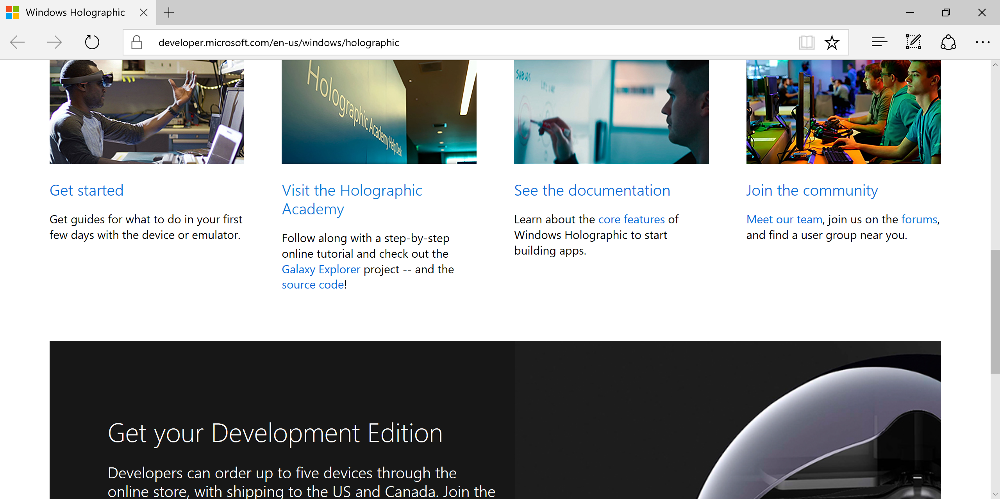 Windows Holographic
developer.microsoft.com/en-us/windows/holographic
Holographic Academy Help Desk
SHBLDS
Get started
Get guides for what to do in your first
few days with the device or emulator.
Visit the Holographic
Academy
Follow along with a step-by-step
online tutorial and check out the
Galaxy Explorer project -- and the
source code!
See the documentation
Learn about the core features of
Windows Holographic to start
building apps.
Join the community
Meet our team, join us on the forums,
and find a user group near you.
Get your Development Edition
Developers can order up to five devices through the
online store, with shipping to the US and Canada. Join the